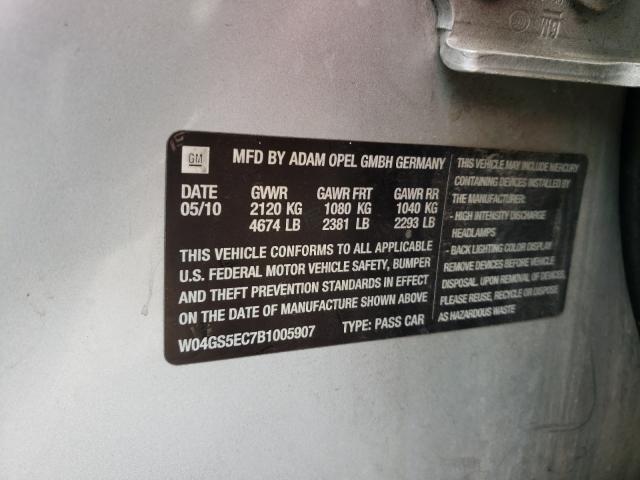 GM MFD BY ADAM OPEL GMBH GERMANY
DATE GVWR GAWR FRT GAWR RR
05/10 2120 KG 1080 KG 1040 KG
4674 LB 2381 LB 2293 LB
THIS VEHICLE CONFORMS TO ALL APPLICABLE
U.S. FEDERAL MOTOR VEHICLE SAFETY, BUMPER
AND THEFT PREVENTION STANDARDS IN EFFECT
ON THE DATE OF MANUFACTURE SHOWN ABOVE
W04GS5EC7B1005907 TYPE: PASS CAR
THIS VEHICLE MAY INCLUDE MERCURY
CONTAINING DEVICES INSTALLED BY
THE MANUFACTURER:
- HIGH INTENSITY DISCHARGE
HEADLAMPS
- BACK LIGHTING COLOR DISPLAY
REMOVE DEVICES BEFORE VEHICLE
DISPOSAL. UPON REMOVAL OF DEVICES,
PLEASE REUSE, RECYCLE OR DISPOSE
AS HAZARDOUS WASTE